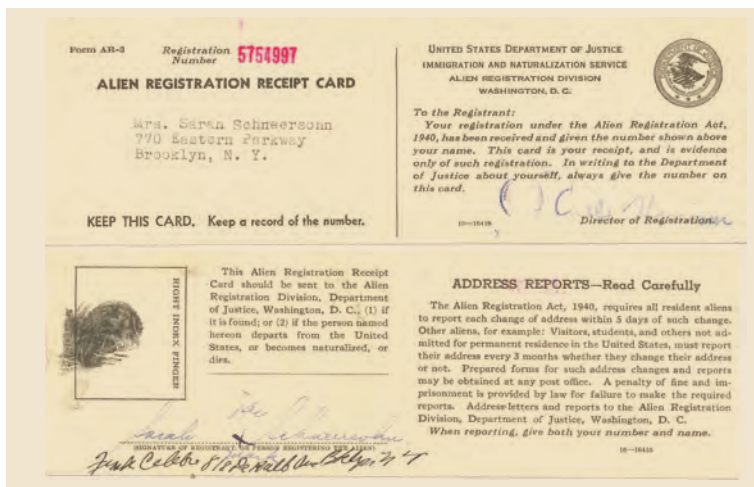 Form AR-3
Registration
Number 5754997
ALIEN REGISTRATION RECEIPT CARD
Mrs. Sarah Schneersohn
770 Eastern Parkway
Brooklyn, N. Y.
KEEP THIS CARD. Keep a record of the number.
UNITED STATES DEPARTMENT OF JUSTICE
IMMIGRATION AND NATURALIZATION SERVICE
ALIEN REGISTRATION DIVISION
WASHINGTON, D. C.
To the Registrant:
Your registration under the Alien Registration Act,
1940, has been received and given the number shown above
your name. This card is your receipt, and is evidence
only of such registration. In writing to the Department
of Justice about yourself, always give the number on
this card.
Director of Registration.
RIGHT INDEX FINGER
This Alien Registration Receipt
Card should be sent to the Alien
Registration Division, Department
of Justice, Washington, D. C., (1) if
it is found; or (2) if the person named
hereon departs from the United
States, or becomes naturalized, or
dies.
Sarah Schneersohn
(SIGNATURE OF REGISTRANT, OR PERSON REGISTERING THE ALIEN)
ADDRESS REPORTS—Read Carefully
The Alien Registration Act, 1940, requires all resident aliens
to report each change of address within 5 days of such change.
Other aliens, for example: Visitors, students, and others not ad-
mitted for permanent residence in the United States, must report
their address every 3 months whether they change their address
or not. Prepared forms for such address changes and reports
may be obtained at any post office. A penalty of fine and im-
prisonment is provided by law for failure to make the required
reports. Address letters and reports to the Alien Registration
Division, Department of Justice, Washington, D. C.
When reporting, give both your number and name.